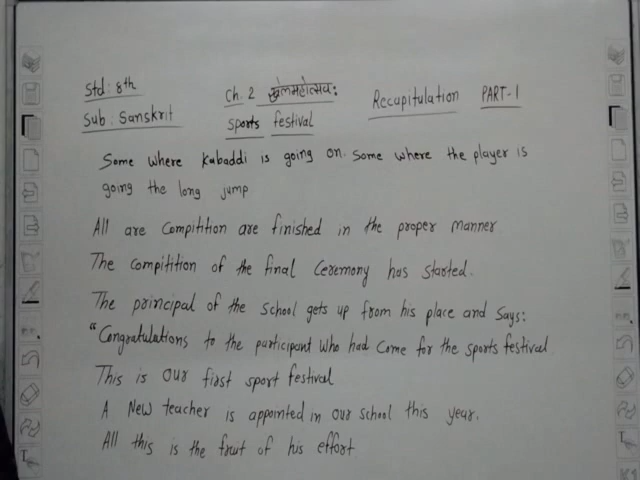 Std: 8th
Ch. 2 खेलमहोत्सव:
Recapitulation PART-1
Sub: Sanskrit
sports festival
Some where Kabaddi is going on. Some where the player is
going the long jump
All are Compitition are finished in the proper manner
The Compitition of the final Ceremony has started.
The principal of the school gets up from his place and says:
"Congratulations to the participant who had come for the sports festival
This is our first sport festival
A New teacher is appointed in our school this year.
All this is the fruit of his effort